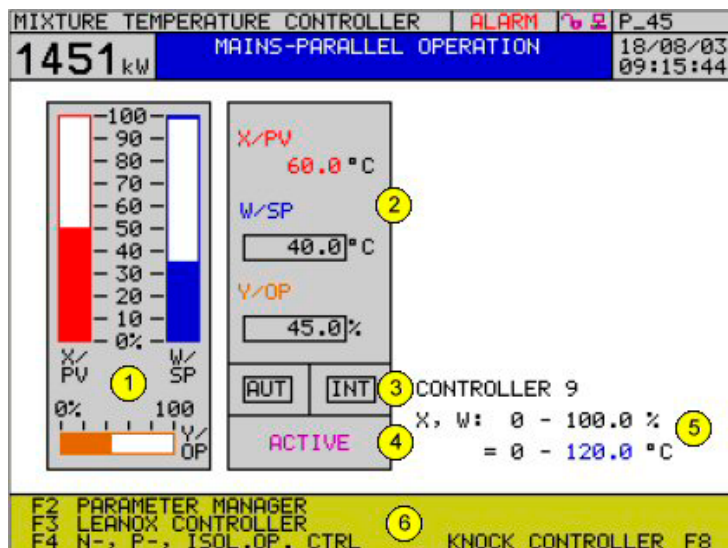 MIXTURE TEMPERATURE CONTROLLER ALARM P_45
1451 kW MAINS-PARALLEL OPERATION 18/08/03
09:15:44
100
90
80
70
60
50
40
30
20
10
0%
X/
PV
W/
SP
1
0% 100
Y/
OP
X/PV
60.0 °C
W/SP
2
40.0 °C
Y/OP
45.0 %
AUT INT 3
ACTIVE 4
CONTROLLER 9
X, W: 0 - 100.0 %
= 0 - 120.0 °C
5
F2 PARAMETER MANAGER
F3 LEANOX CONTROLLER
F4 N-, P-, ISOL.OP. CTRL KNOCK CONTROLLER F8
6